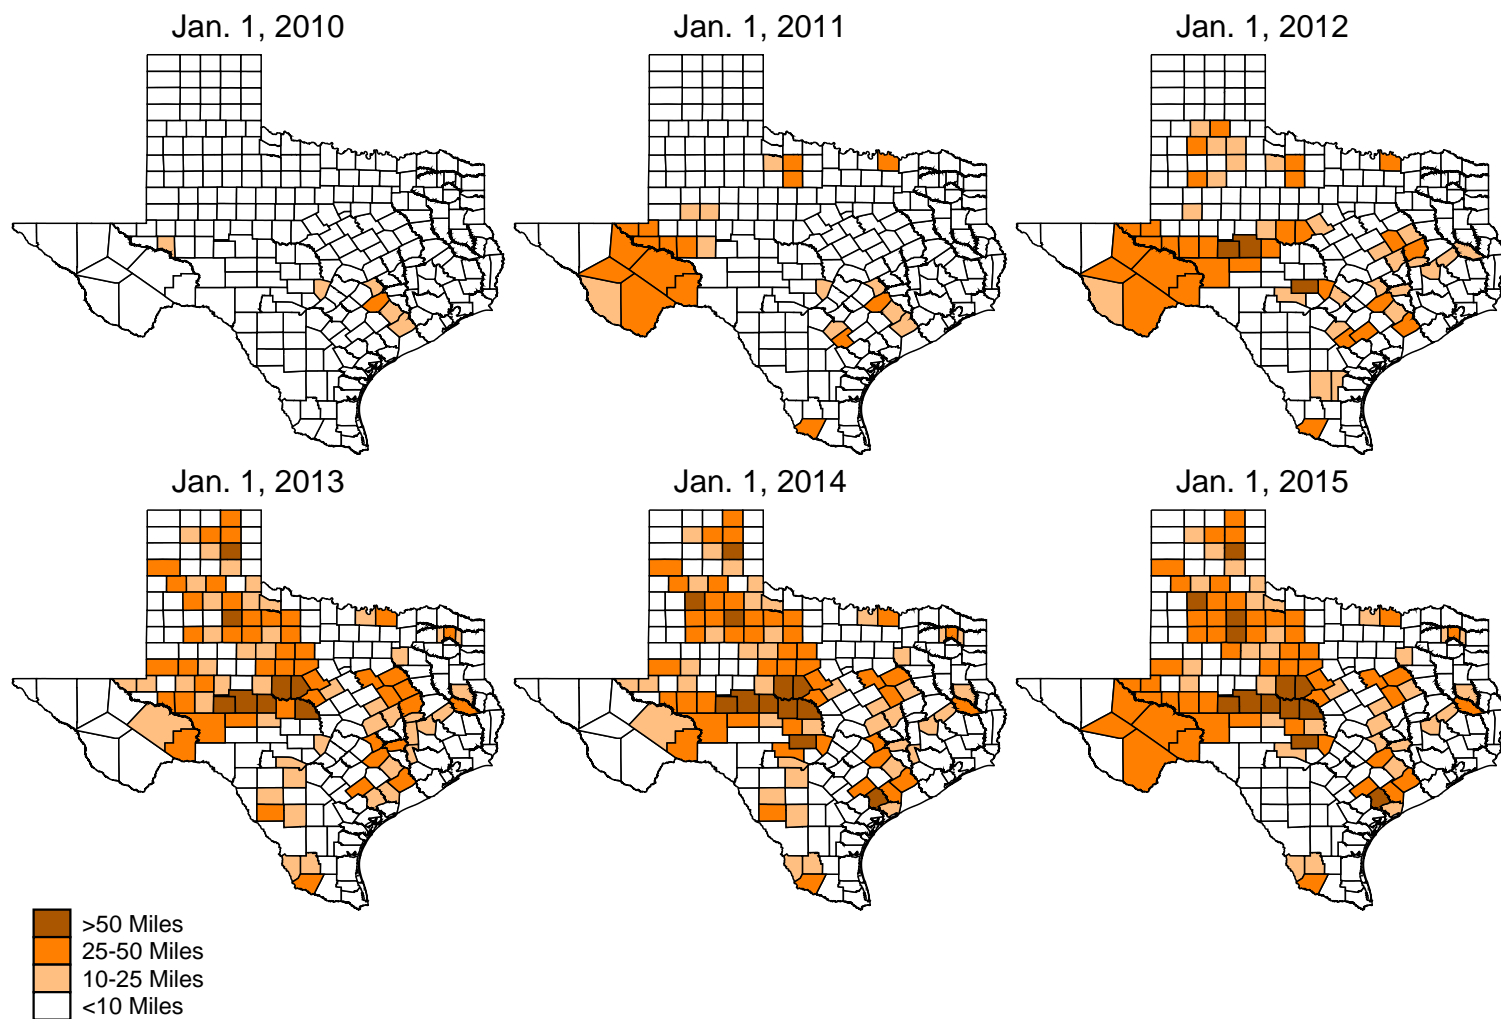 Jan. 1, 2010
Jan. 1, 2011
Jan. 1, 2012
Jan. 1, 2013
Jan. 1, 2014
Jan. 1, 2015
>50 Miles
25-50 Miles
10-25 Miles
<10 Miles